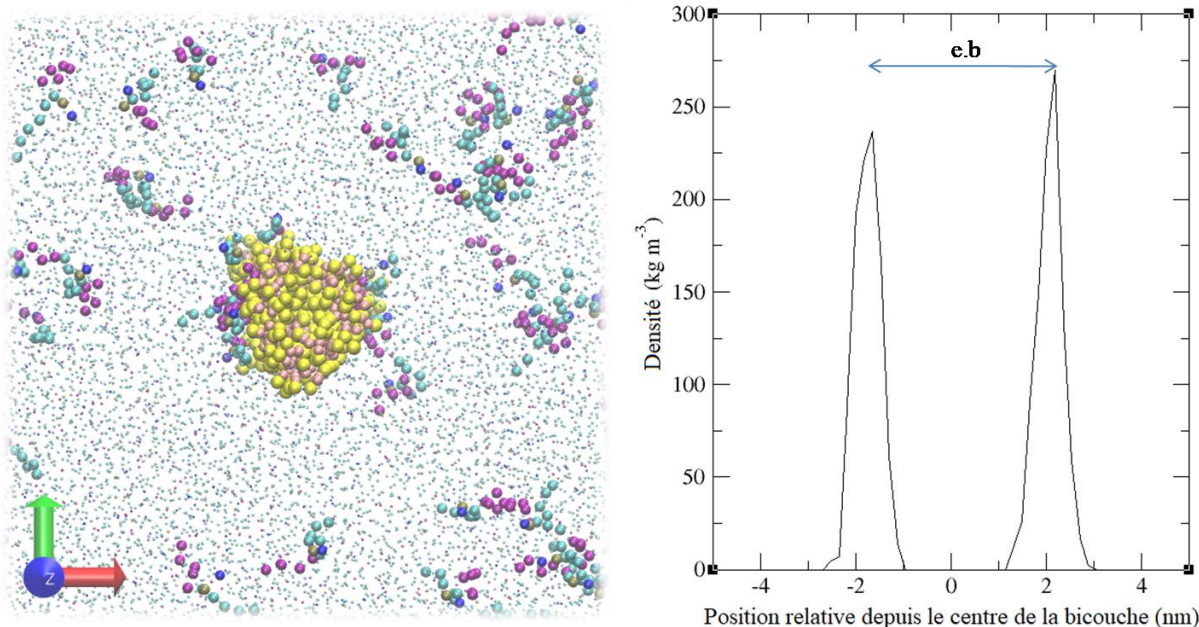 Z
300
250
200
150
100
50
0
Densité (kg m⁻³)
e.b
-4 -2 0 2 4
Position relative depuis le centre de la bicouche (nm)